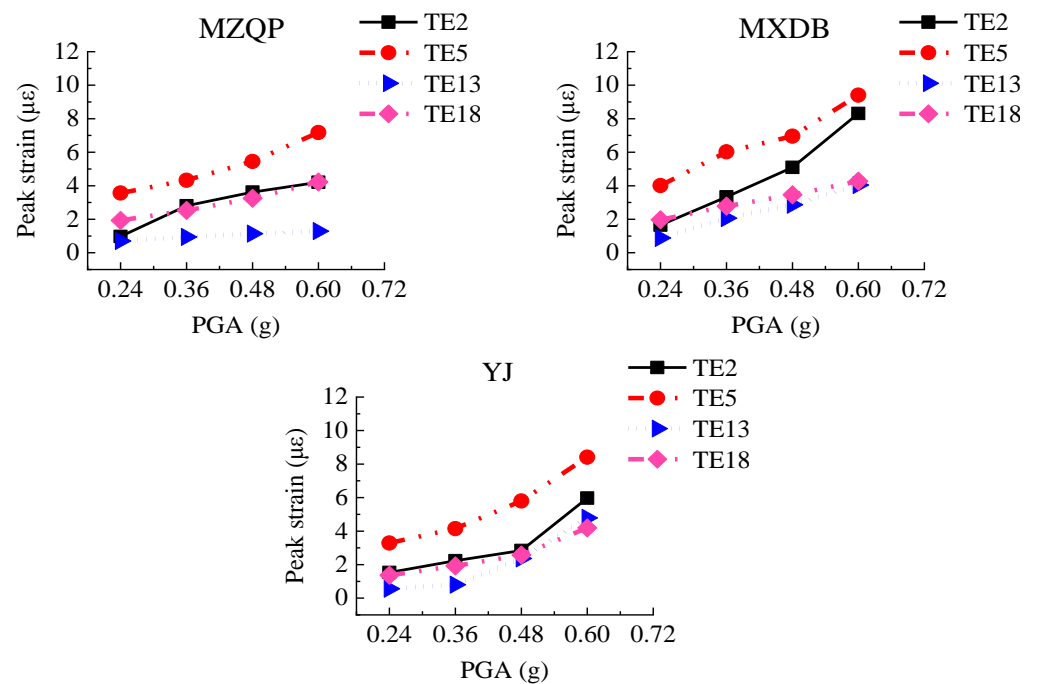 MZQP
TE2
TE5
TE13
TE18
12
10
8
6
4
2
0
Peak strain (με)
0.24 0.36 0.48 0.60 0.72
PGA (g)
MXDB
TE2
TE5
TE13
TE18
12
10
8
6
4
2
0
Peak strain (με)
0.24 0.36 0.48 0.60 0.72
PGA (g)
YJ
TE2
TE5
TE13
TE18
12
10
8
6
4
2
0
Peak strain (με)
0.24 0.36 0.48 0.60 0.72
PGA (g)